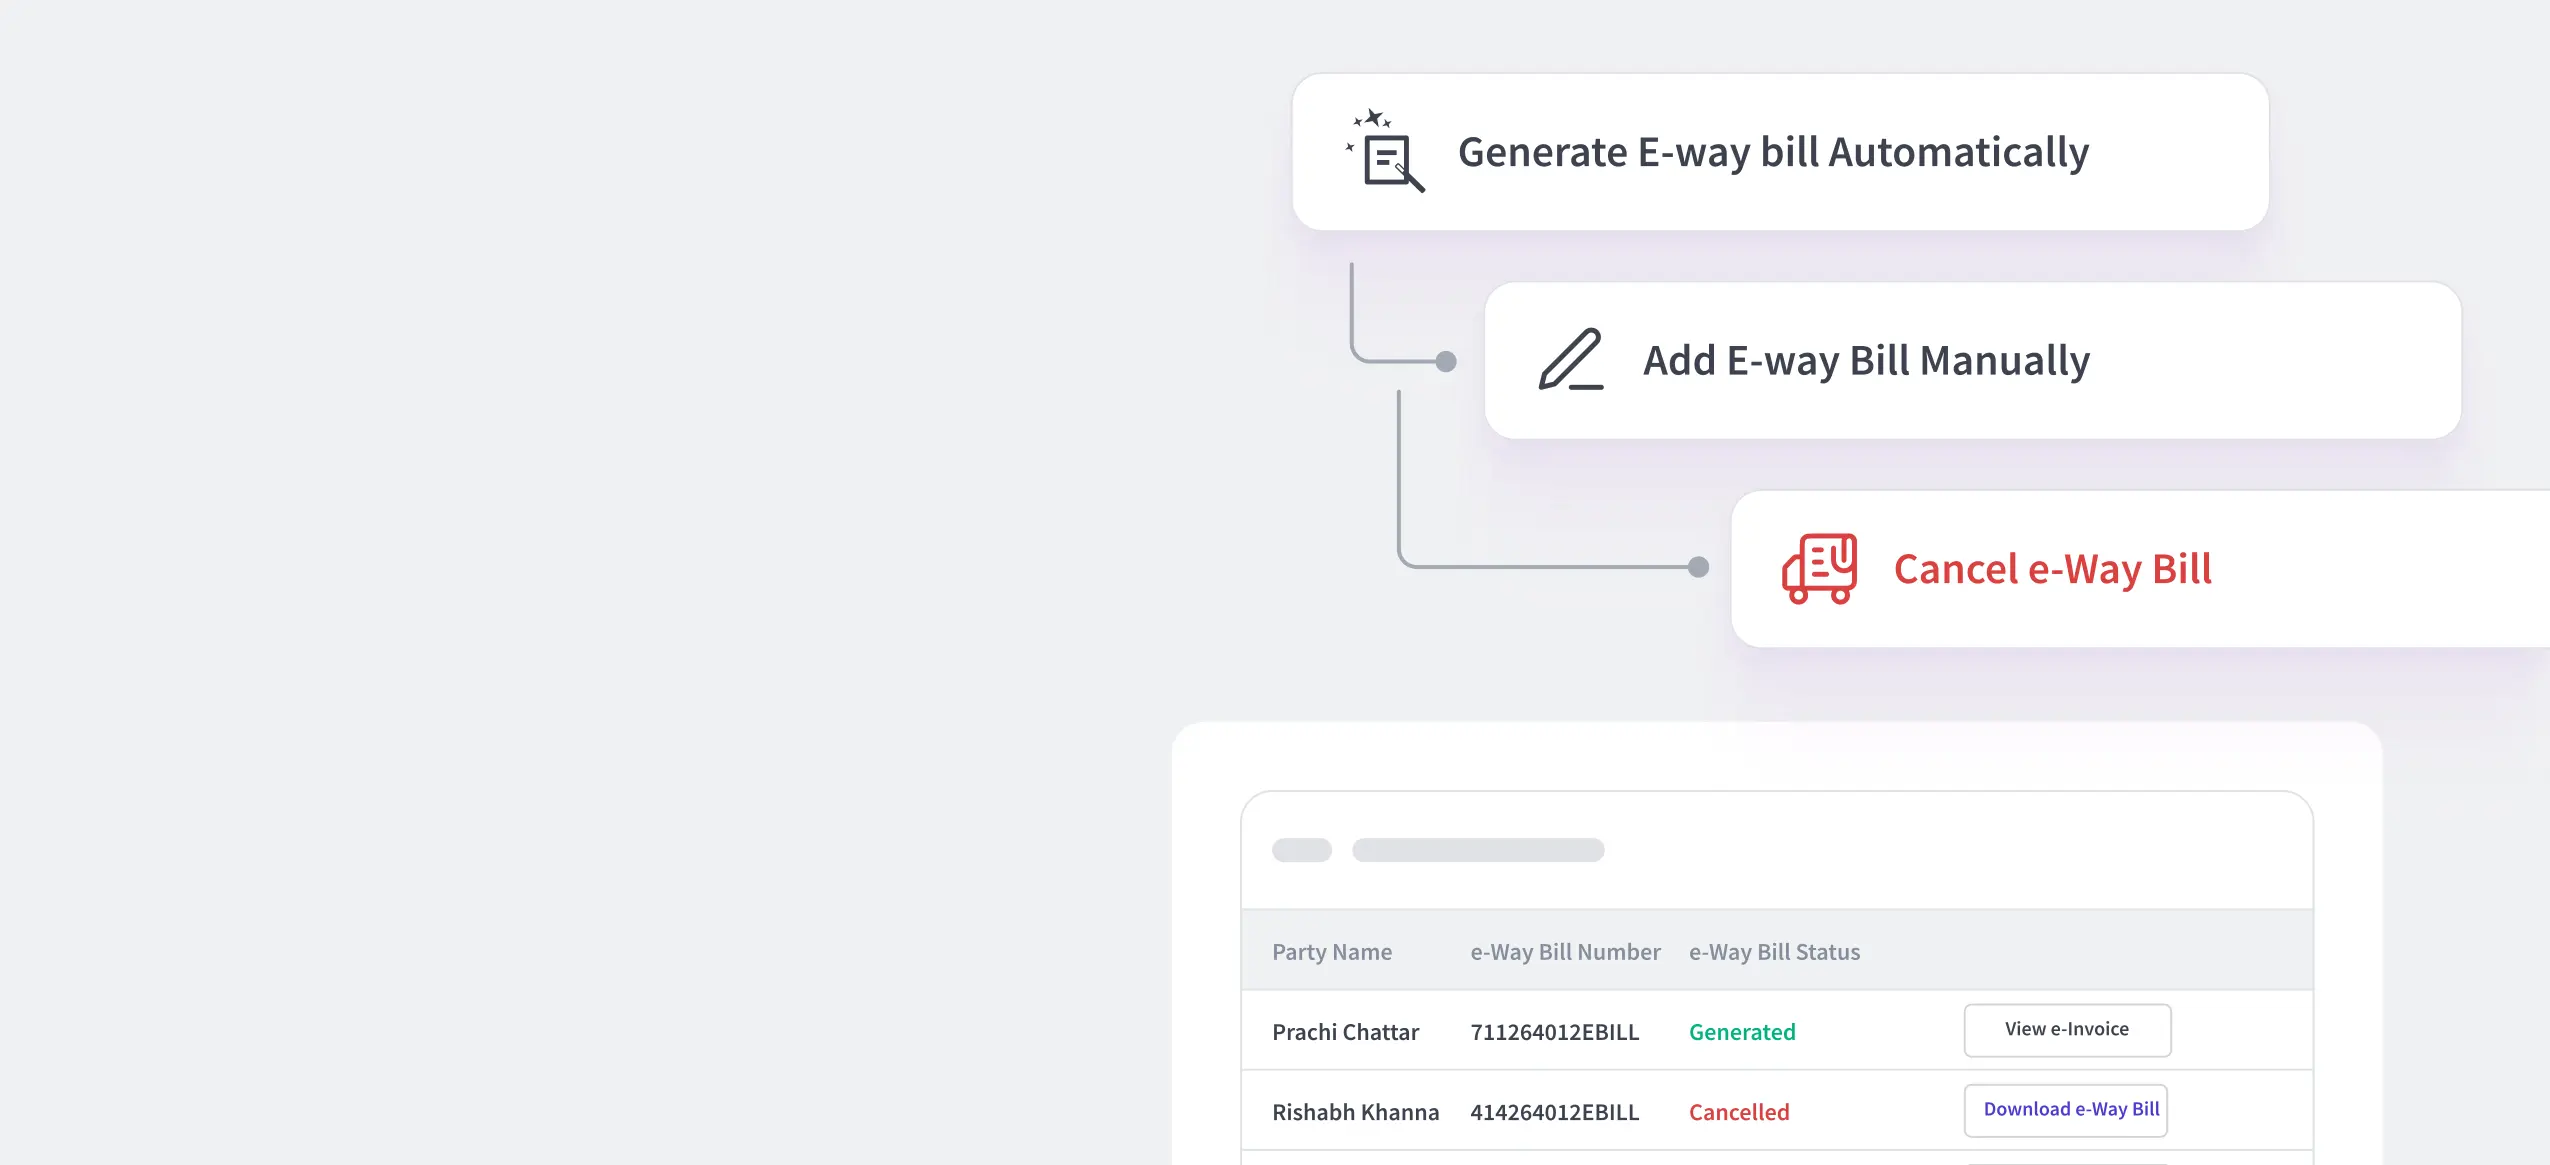 Generate E-way bill Automatically
Add E-way Bill Manually
Cancel e-Way Bill
Party Name e-Way Bill Number e-Way Bill Status
Prachi Chattar 711264012EBILL Generated View e-Invoice
Rishabh Khanna 414264012EBILL Cancelled Download e-Way Bill